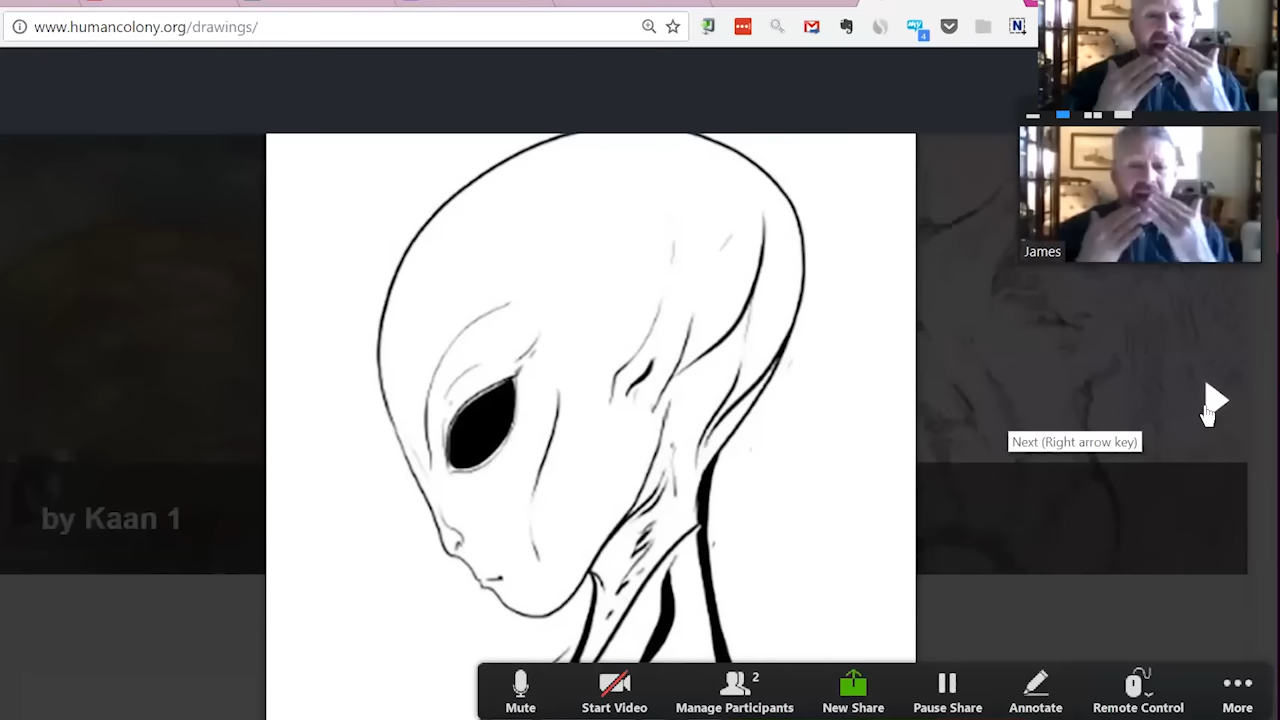 www.humancolony.org/drawings/
4
N
James
Next (Right arrow key)
by Kaan 1
2
Mute
Start Video
Manage Participants
New Share
Pause Share
Annotate
Remote Control
More